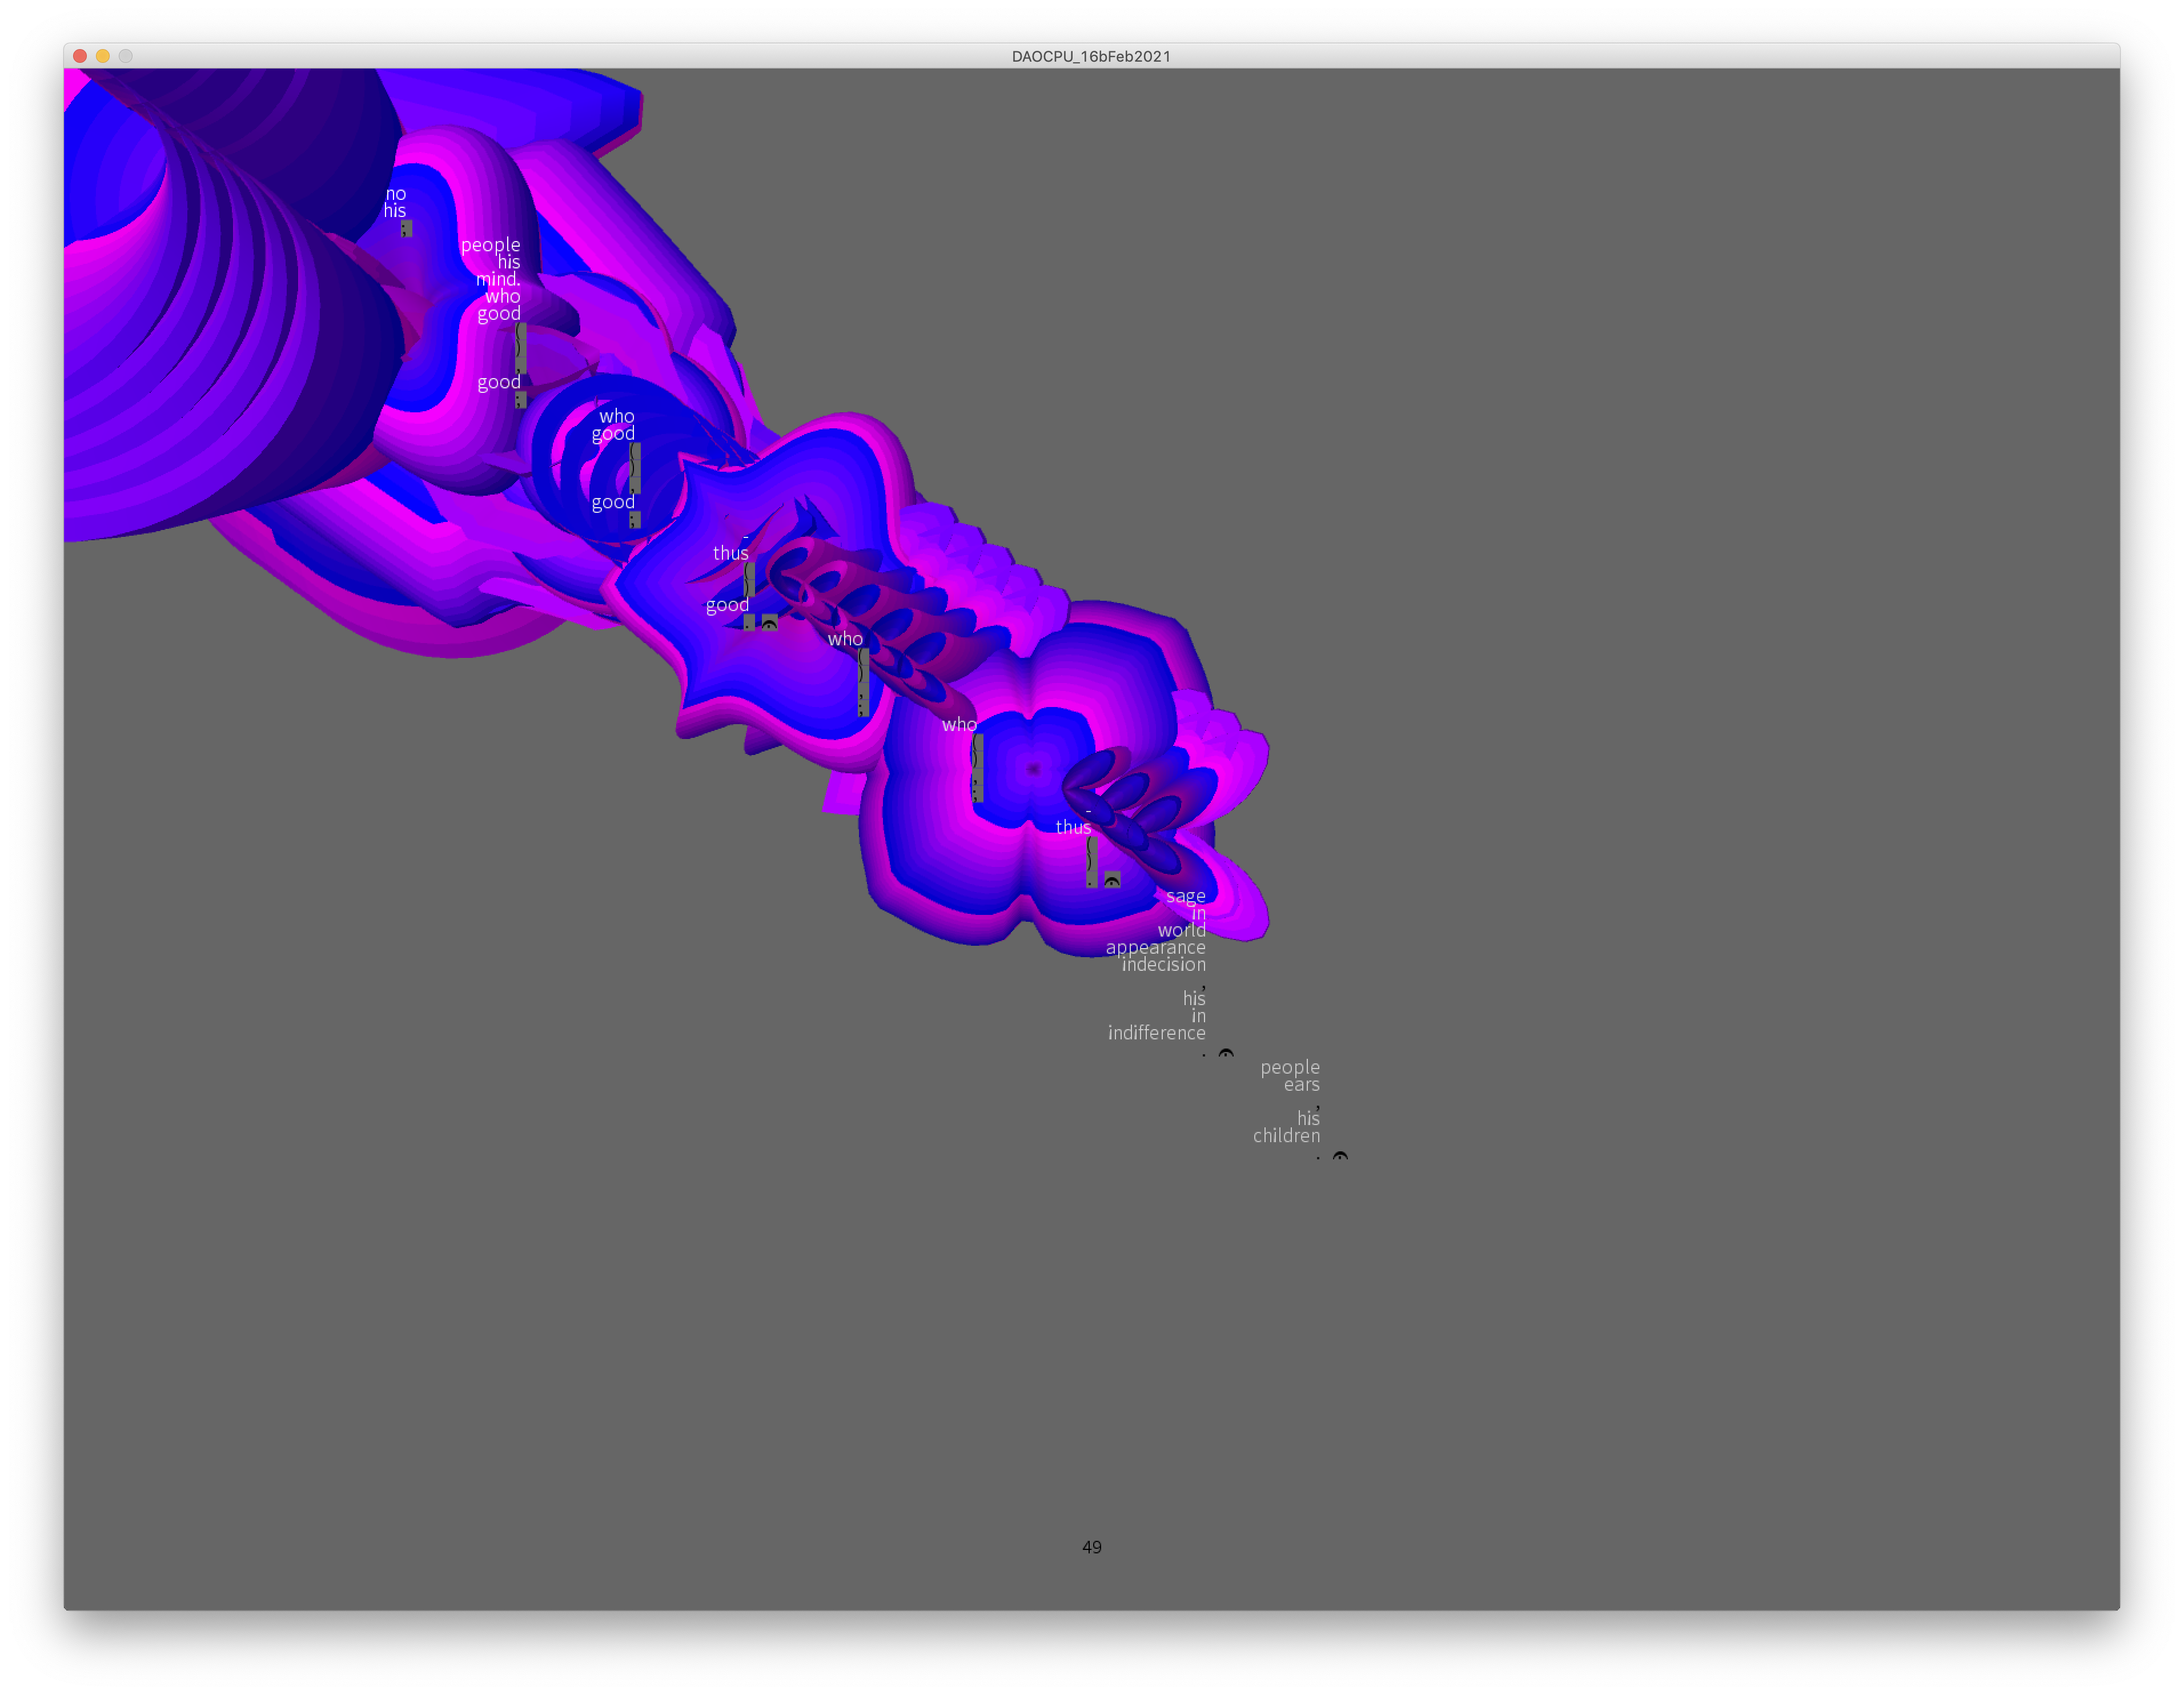 DAOCPU_16bFeb2021
no
his
;
people
his
mind.
who
good
(
)
,
good
;
who
good
(
)
,
good
;
-
thus
(
)
good
. 𝄐
who
(
)
,
;
who
(
)
,
;
-
thus
(
)
. 𝄐
sage
in
world
appearance
indecision
,
his
in
indifference
. 𝄐
people
ears
,
his
children
. 𝄐
49